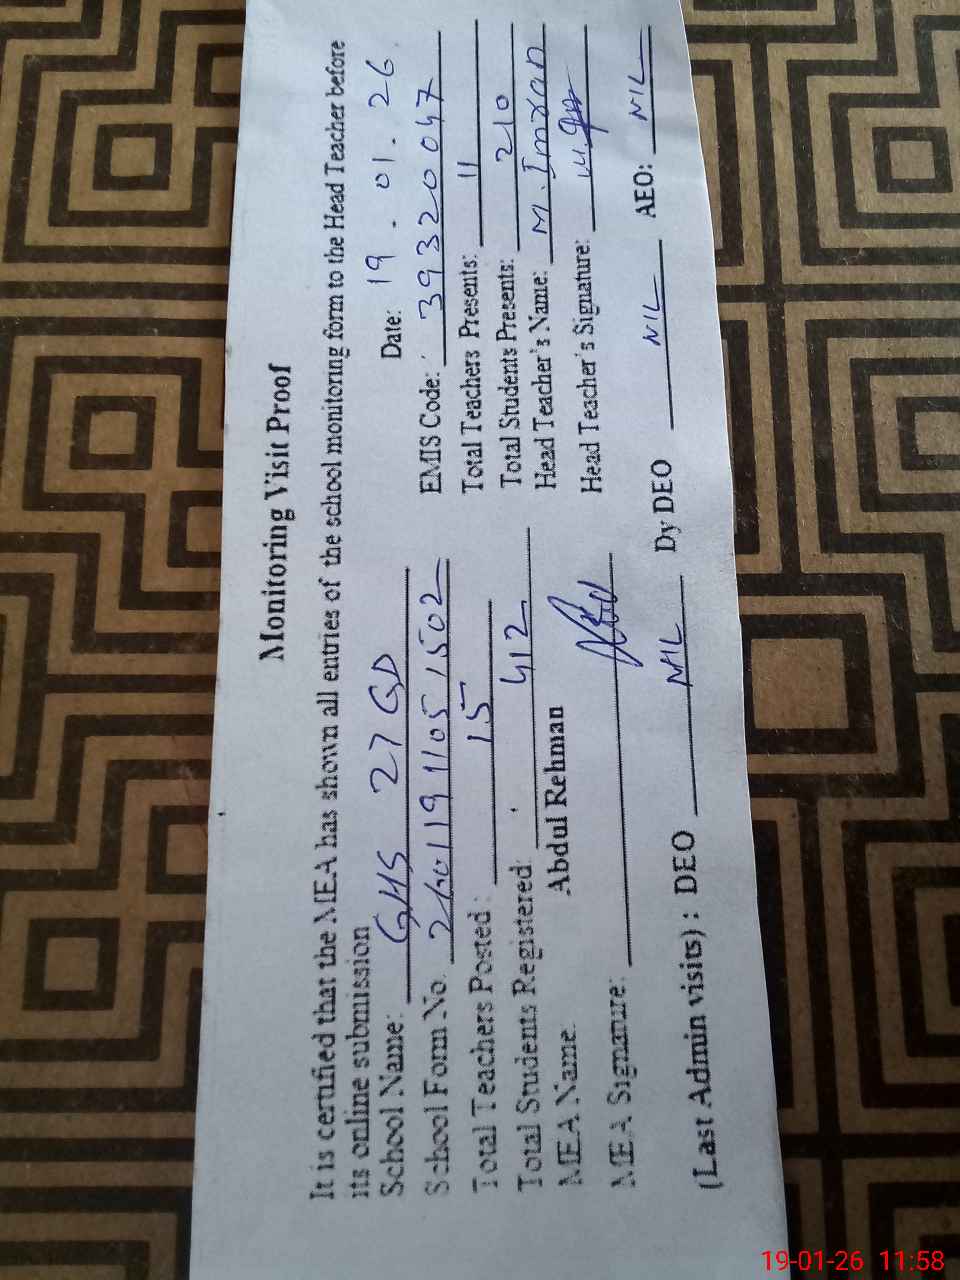 Monitoring Visit Proof
It is certified that the MEA has shown all entries of the school monitoring form to the Head Teacher before
its online submission
Date: 19.01.26
School Name: GHS 27 GD
EMIS Code: 39320047
School Form No. 26011911051502
Total Teachers Presents: 11
Total Teachers Posted: 15
Total Students Presents: 210
Total Students Registered: 412
Head Teacher's Name: M. Imran
MEA Name. Abdul Rehman
Head Teacher's Signature:
MEA Signature:
(Last Admin visits) : DEO NIL Dy DEO NIL AEO: NIL
19-01-26 11:58